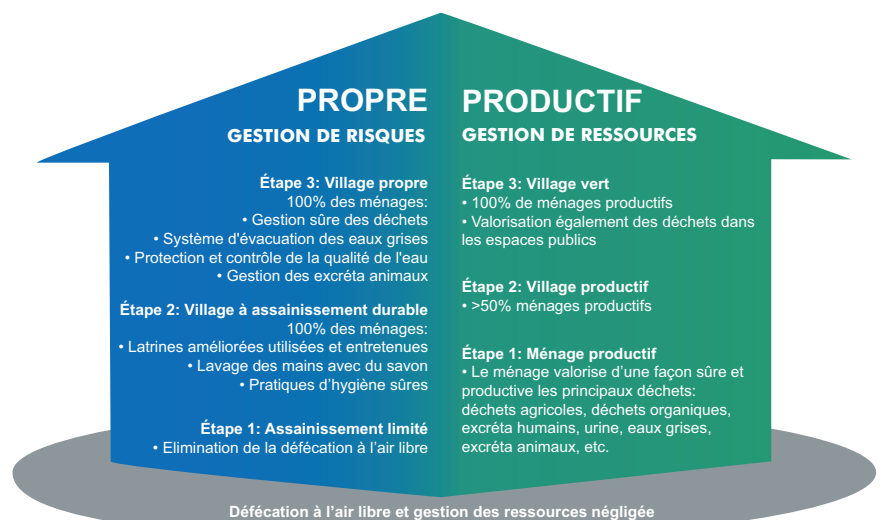 PROPRE
GESTION DE RISQUES
Étape 3: Village propre
100% des ménages:
• Gestion sûre des déchets
• Système d'évacuation des eaux grises
• Protection et contrôle de la qualité de l'eau
• Gestion des excréta animaux
Étape 2: Village à assainissement durable
100% des ménages:
• Latrines améliorées utilisées et entretenues
• Lavage des mains avec du savon
• Pratiques d’hygiène sûres
Étape 1: Assainissement limité
• Elimination de la défécation à l’air libre
PRODUCTIF
GESTION DE RESSOURCES
Étape 3: Village vert
• 100% de ménages productifs
• Valorisation également des déchets dans
les espaces publics
Étape 2: Village productif
• >50% ménages productifs
Étape 1: Ménage productif
• Le ménage valorise d’une façon sûre et
productive les principaux déchets:
déchets agricoles, déchets organiques,
excréta humains, urine, eaux grises,
excréta animaux, etc.
Défécation à l’air libre et gestion des ressources négligée